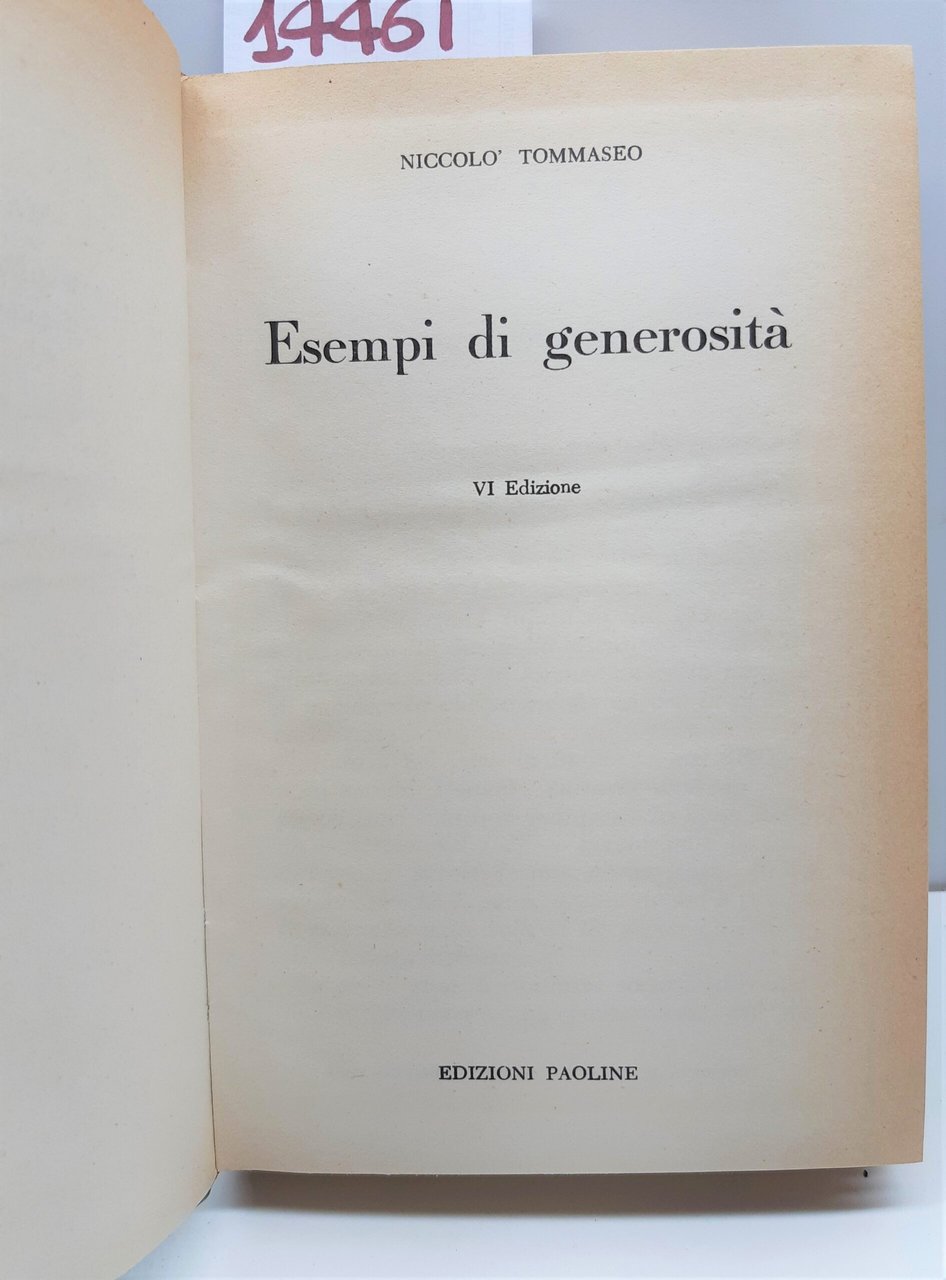 14461
NICCOLO' TOMMASEO
Esempi di generosità
VI Edizione
EDIZIONI PAOLINE